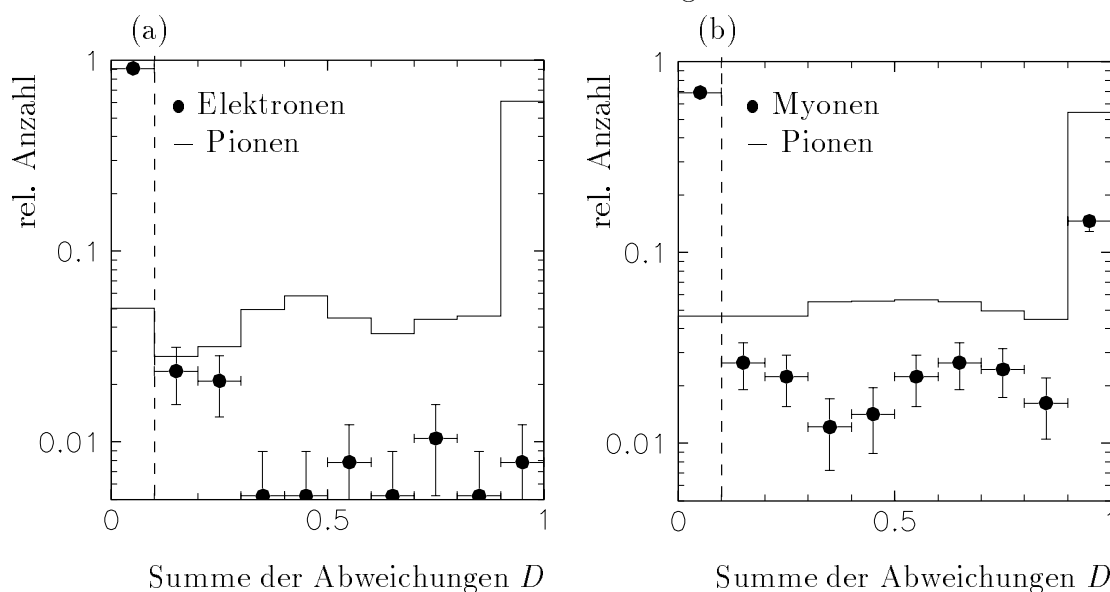 (a)
rel. Anzahl
1
0.1
0.01
● Elektronen
— Pionen
0 0.5 1
Summe der Abweichungen D
(b)
rel. Anzahl
1
0.1
0.01
● Myonen
— Pionen
0 0.5 1
Summe der Abweichungen D